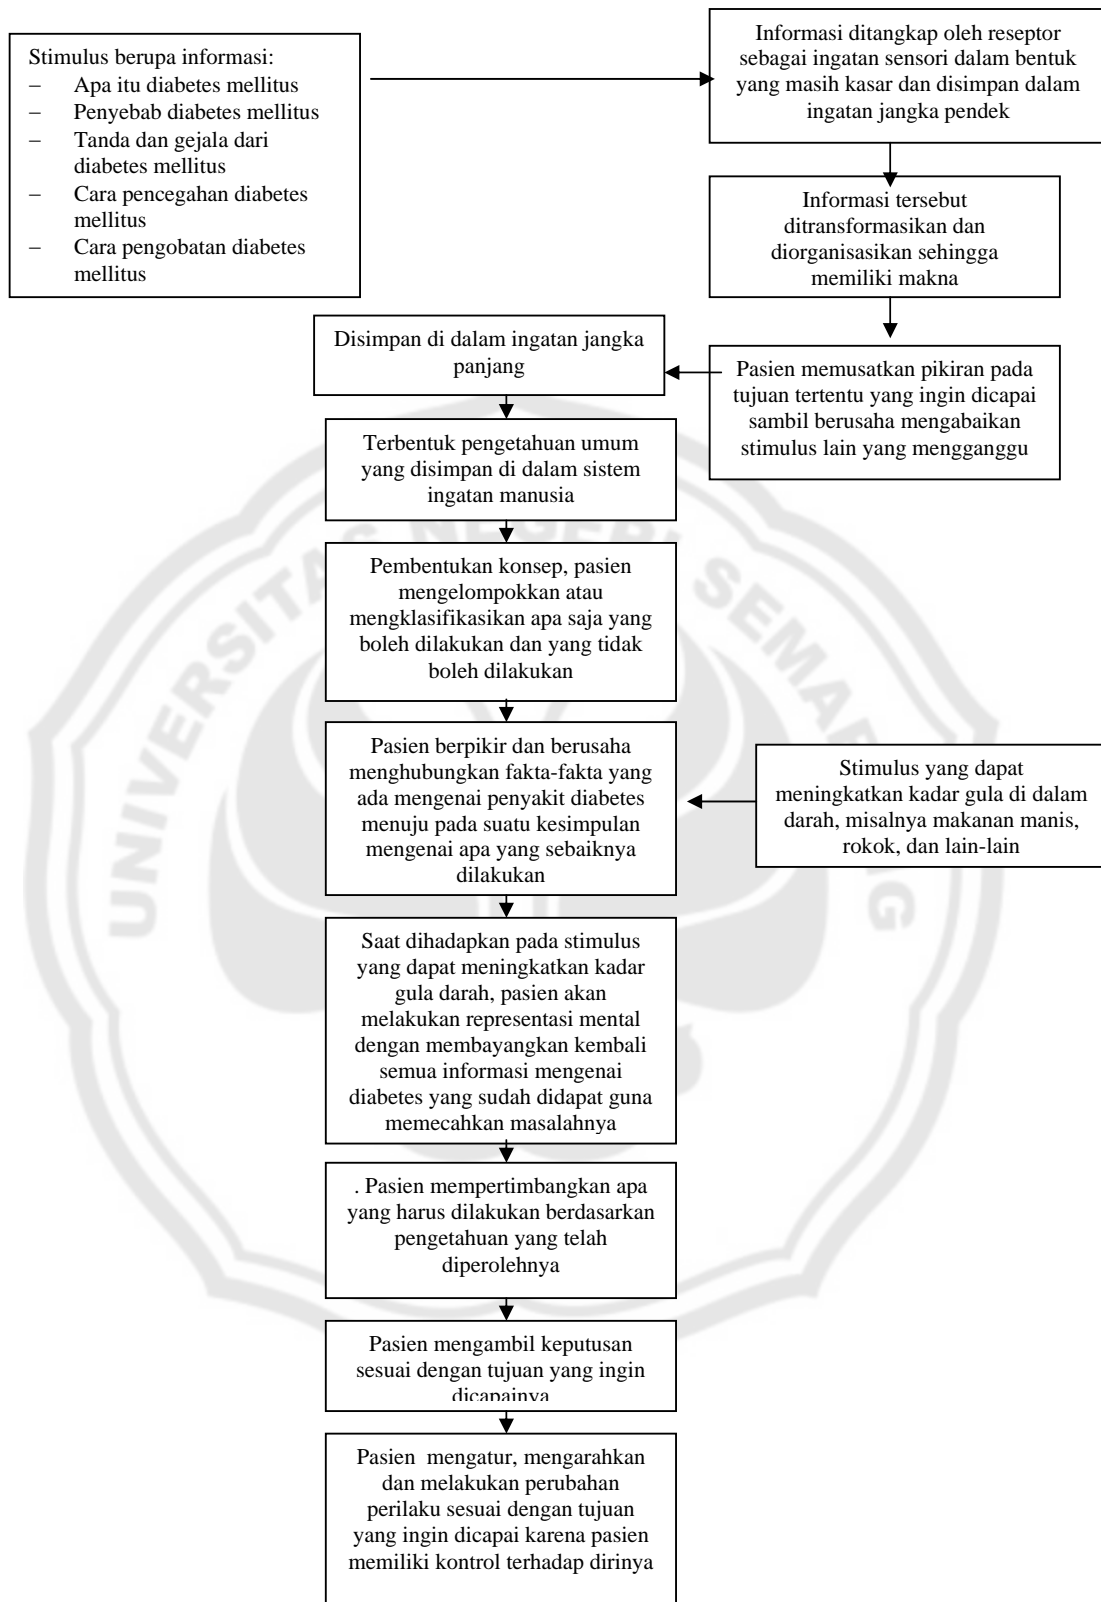 Stimulus berupa informasi:
– Apa itu diabetes mellitus
– Penyebab diabetes mellitus
– Tanda dan gejala dari
diabetes mellitus
– Cara pencegahan diabetes
mellitus
– Cara pengobatan diabetes
mellitus
Informasi ditangkap oleh reseptor
sebagai ingatan sensori dalam bentuk
yang masih kasar dan disimpan dalam
ingatan jangka pendek
Informasi tersebut
ditransformasikan dan
diorganisasikan sehingga
memiliki makna
Pasien memusatkan pikiran pada
tujuan tertentu yang ingin dicapai
sambil berusaha mengabaikan
stimulus lain yang mengganggu
Disimpan di dalam ingatan jangka
panjang
Terbentuk pengetahuan umum
yang disimpan di dalam sistem
ingatan manusia
Pembentukan konsep, pasien
mengelompokkan atau
mengklasifikasikan apa saja yang
boleh dilakukan dan yang tidak
boleh dilakukan
Pasien berpikir dan berusaha
menghubungkan fakta-fakta yang
ada mengenai penyakit diabetes
menuju pada suatu kesimpulan
mengenai apa yang sebaiknya
dilakukan
Stimulus yang dapat
meningkatkan kadar gula di dalam
darah, misalnya makanan manis,
rokok, dan lain-lain
Saat dihadapkan pada stimulus
yang dapat meningkatkan kadar
gula darah, pasien akan
melakukan representasi mental
dengan membayangkan kembali
semua informasi mengenai
diabetes yang sudah didapat guna
memecahkan masalahnya
. Pasien mempertimbangkan apa
yang harus dilakukan berdasarkan
pengetahuan yang telah
diperolehnya
Pasien mengambil keputusan
sesuai dengan tujuan yang ingin
dicapainya
Pasien mengatur, mengarahkan
dan melakukan perubahan
perilaku sesuai dengan tujuan
yang ingin dicapai karena pasien
memiliki kontrol terhadap dirinya
UNIVERSITAS NEGERI SEMARANG